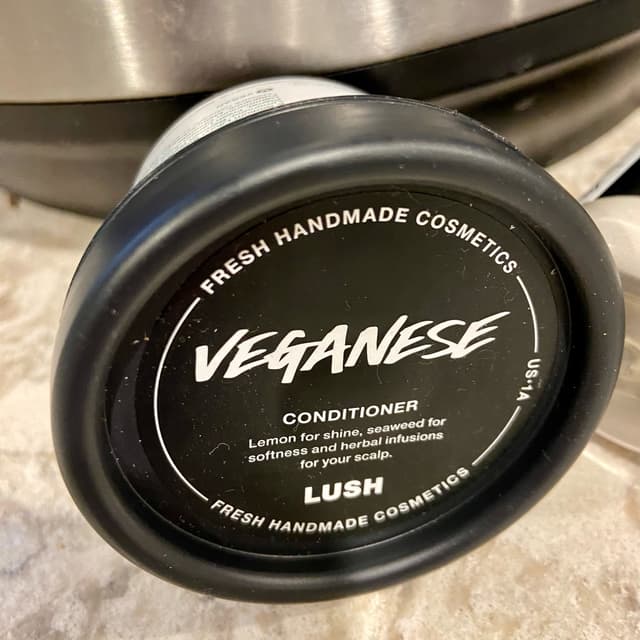 FRESH HANDMADE COSMETICS
VEGANESE
CONDITIONER
Lemon for shine, seaweed for
softness and herbal infusions
for your scalp.
LUSH
FRESH HANDMADE COSMETICS
US•1A